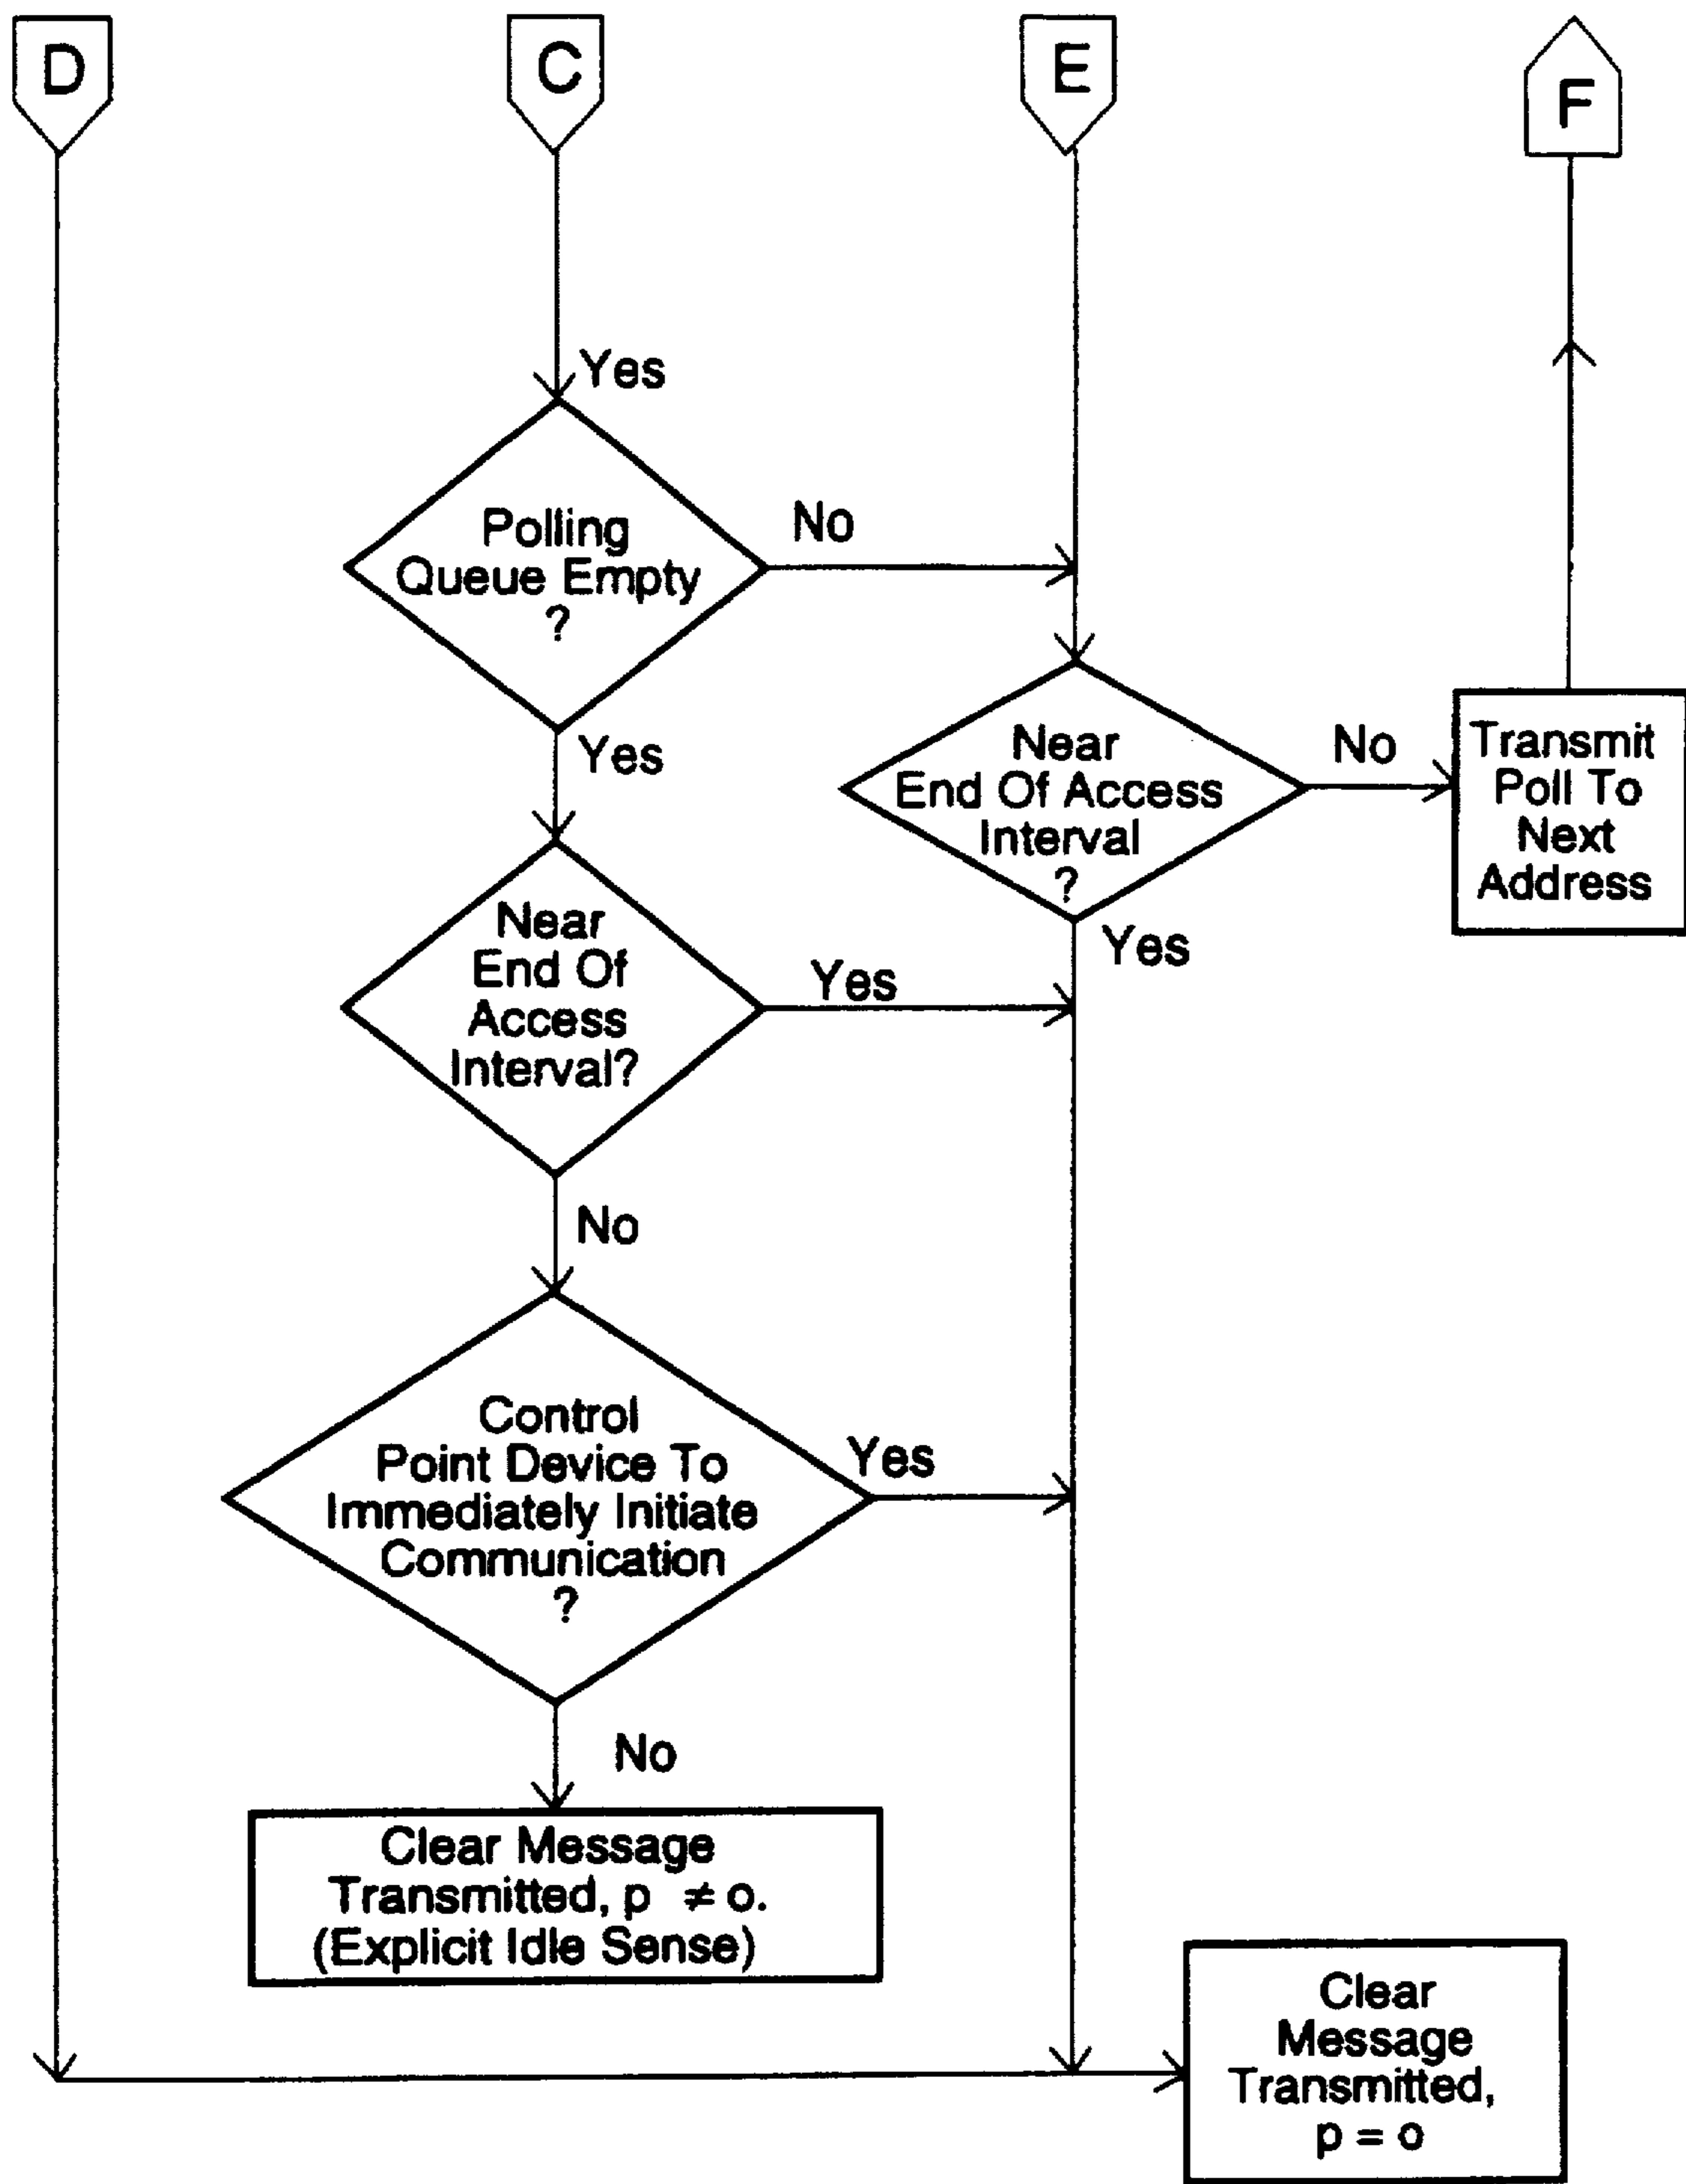 D
C
E
F
Yes
Polling
Queue Empty
?
No
Yes
Near
End Of Access
Interval
?
No
Transmit
Poll To
Next
Address
Yes
Near
End Of
Access
Interval?
Yes
No
Control
Point Device To
Immediately Initiate
Communication
?
Yes
No
Clear Message
Transmitted, p ≠ o.
(Explicit Idle Sense)
Clear
Message
Transmitted,
p = o